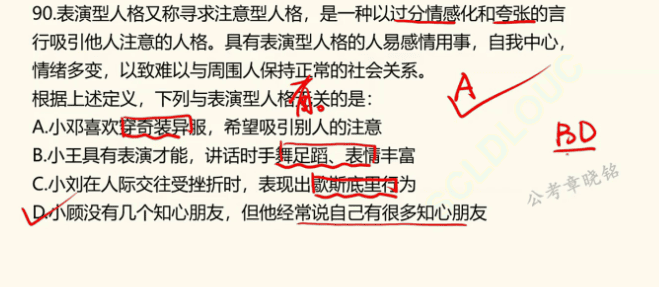 90.表演型人格又称寻求注意型人格，是一种以过分情感化和夸张的言
行吸引他人注意的人格。具有表演型人格的人易感情用事，自我中心，
情绪多变，以致难以与周围人保持正常的社会关系。
根据上述定义，下列与表演型人格有关的是：
A.小邓喜欢穿奇装异服，希望吸引别人的注意
B.小王具有表演才能，讲话时手舞足蹈、表情丰富
C.小刘在人际交往受挫折时，表现出歇斯底里行为
D.小顾没有几个知心朋友，但他经常说自己有很多知心朋友
A
BD
公考章晓铭